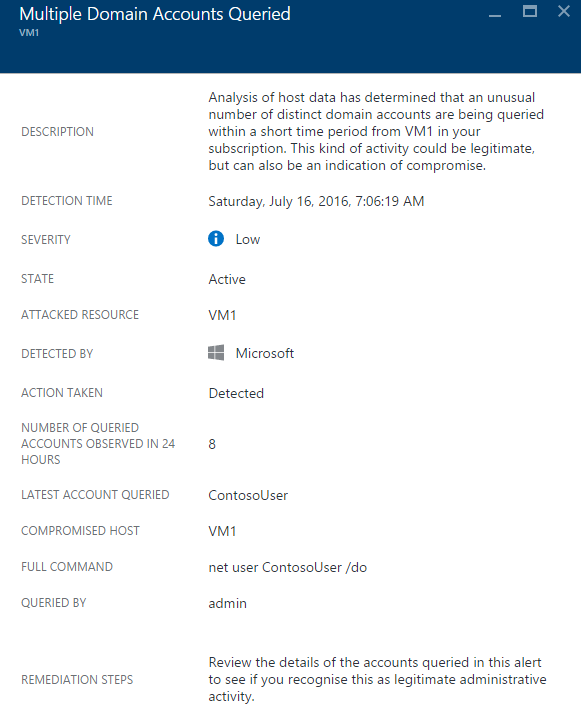 Multiple Domain Accounts Queried
VM1
DESCRIPTION
Analysis of host data has determined that an unusual
number of distinct domain accounts are being queried
within a short time period from VM1 in your
subscription. This kind of activity could be legitimate,
but can also be an indication of compromise.
DETECTION TIME
Saturday, July 16, 2016, 7:06:19 AM
SEVERITY
Low
STATE
Active
ATTACKED RESOURCE
VM1
DETECTED BY
Microsoft
ACTION TAKEN
Detected
NUMBER OF QUERIED
ACCOUNTS OBSERVED IN 24
HOURS
8
LATEST ACCOUNT QUERIED
ContosoUser
COMPROMISED HOST
VM1
FULL COMMAND
net user ContosoUser /do
QUERIED BY
admin
REMEDIATION STEPS
Review the details of the accounts queried in this alert
to see if you recognise this as legitimate administrative
activity.